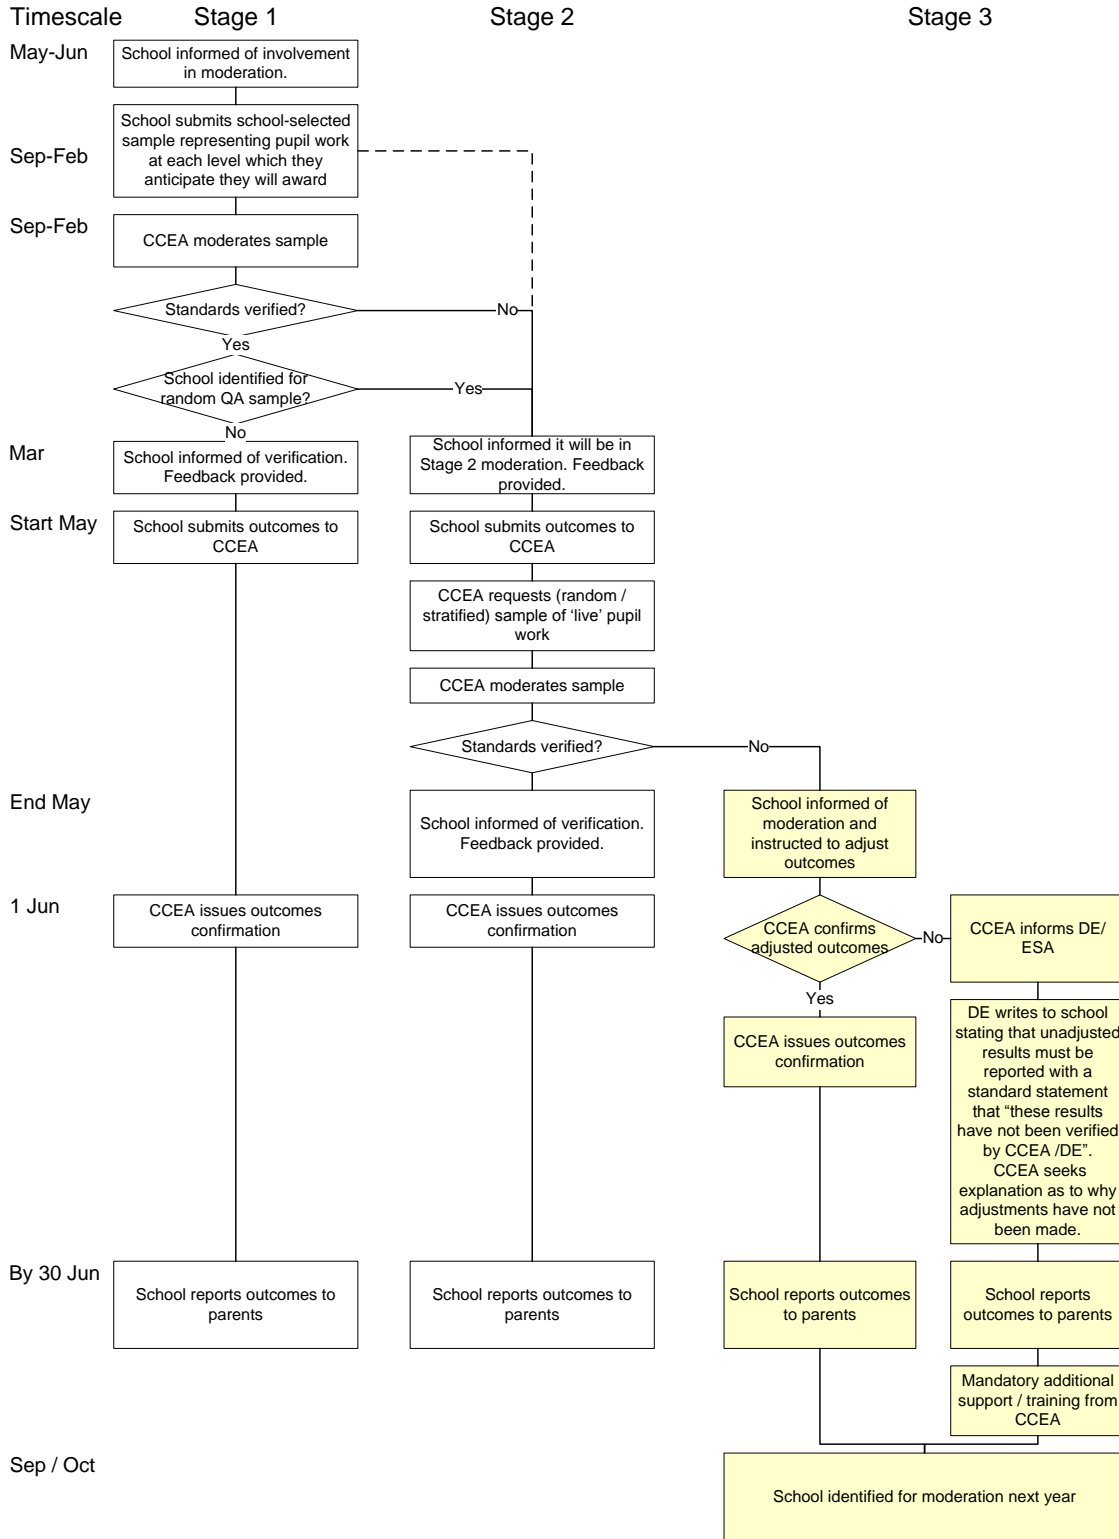 Timescale
Stage 1
Stage 2
Stage 3
May-Jun
School informed of involvement
in moderation.
Sep-Feb
School submits school-selected
sample representing pupil work
at each level which they
anticipate they will award
Sep-Feb
CCEA moderates sample
Standards verified?
No
Yes
School identified for
random QA sample?
Yes
No
Mar
School informed of verification.
Feedback provided.
School informed it will be in
Stage 2 moderation. Feedback
provided.
Start May
School submits outcomes to
CCEA
School submits outcomes to
CCEA
CCEA requests (random /
stratified) sample of ‘live’ pupil
work
CCEA moderates sample
Standards verified?
No
End May
School informed of verification.
Feedback provided.
School informed of
moderation and
instructed to adjust
outcomes
1 Jun
CCEA issues outcomes
confirmation
CCEA issues outcomes
confirmation
CCEA confirms
adjusted outcomes
No
CCEA informs DE/
ESA
Yes
CCEA issues outcomes
confirmation
DE writes to school
stating that unadjusted
results must be
reported with a
standard statement
that “these results
have not been verified
by CCEA /DE”.
CCEA seeks
explanation as to why
adjustments have not
been made.
By 30 Jun
School reports outcomes to
parents
School reports outcomes to
parents
School reports outcomes
to parents
School reports
outcomes to parents
Mandatory additional
support / training from
CCEA
Sep / Oct
School identified for moderation next year